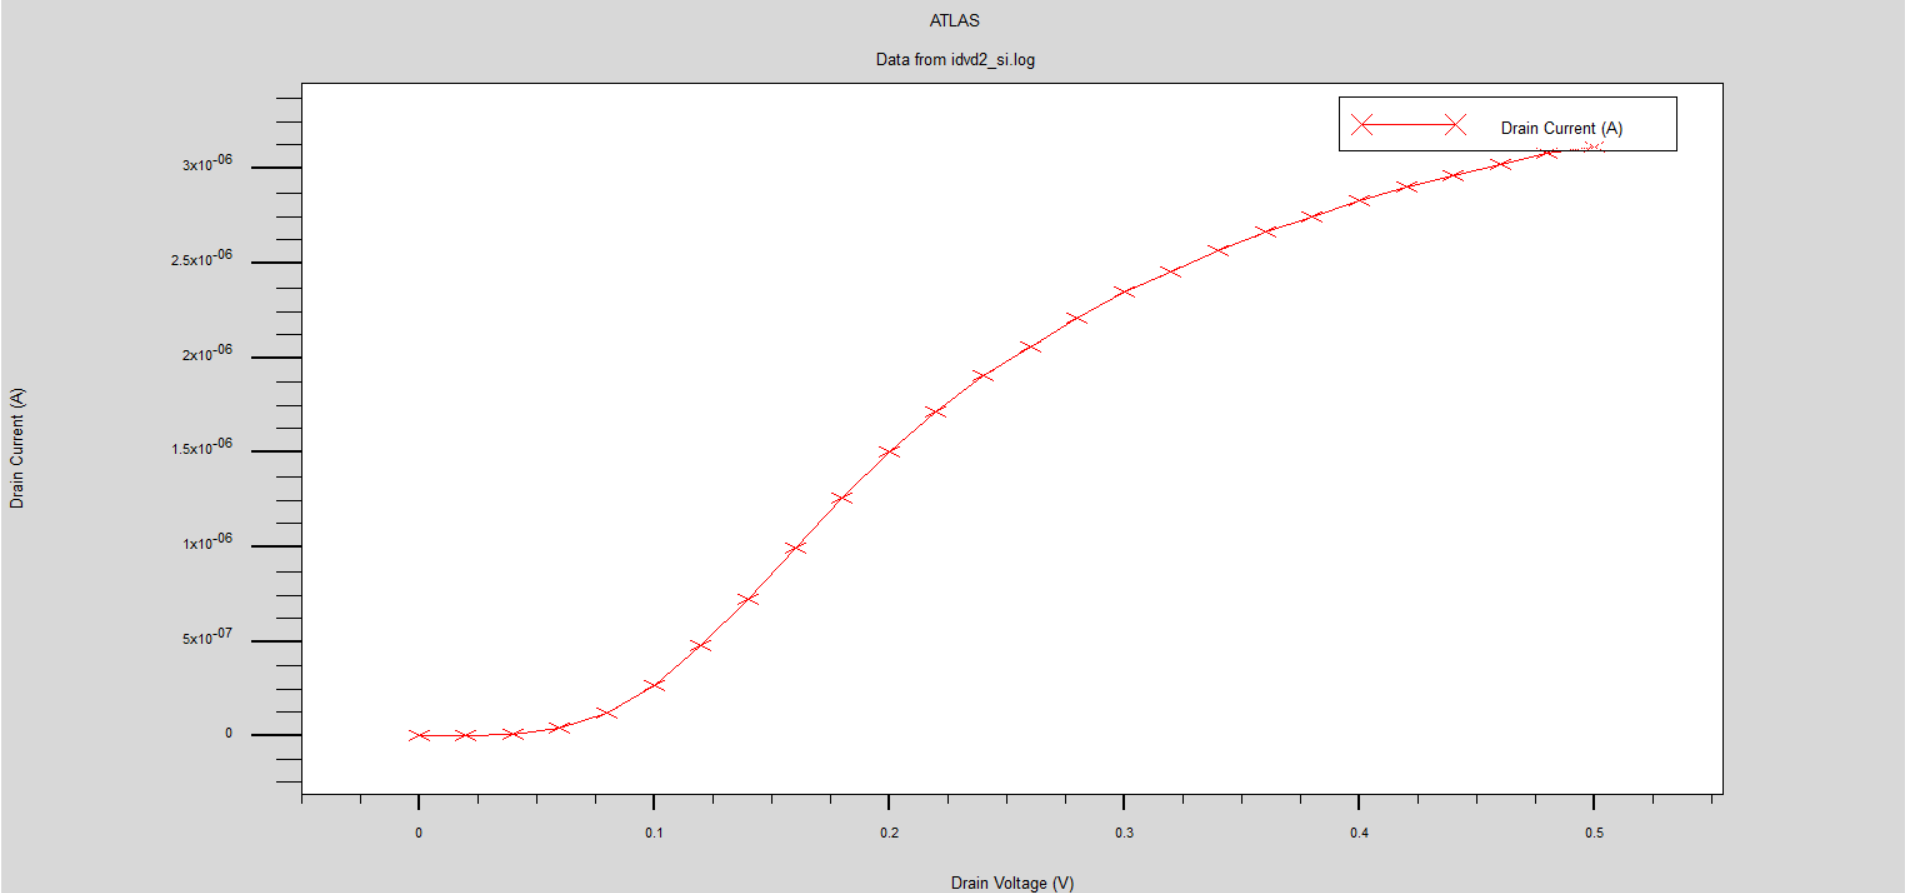 ATLAS
Data from idvd2_si.log
Drain Current (A)
3x10-06
2.5x10-06
2x10-06
1.5x10-06
1x10-06
5x10-07
0
Drain Current (A)
0
0.1
0.2
0.3
0.4
0.5
Drain Voltage (V)